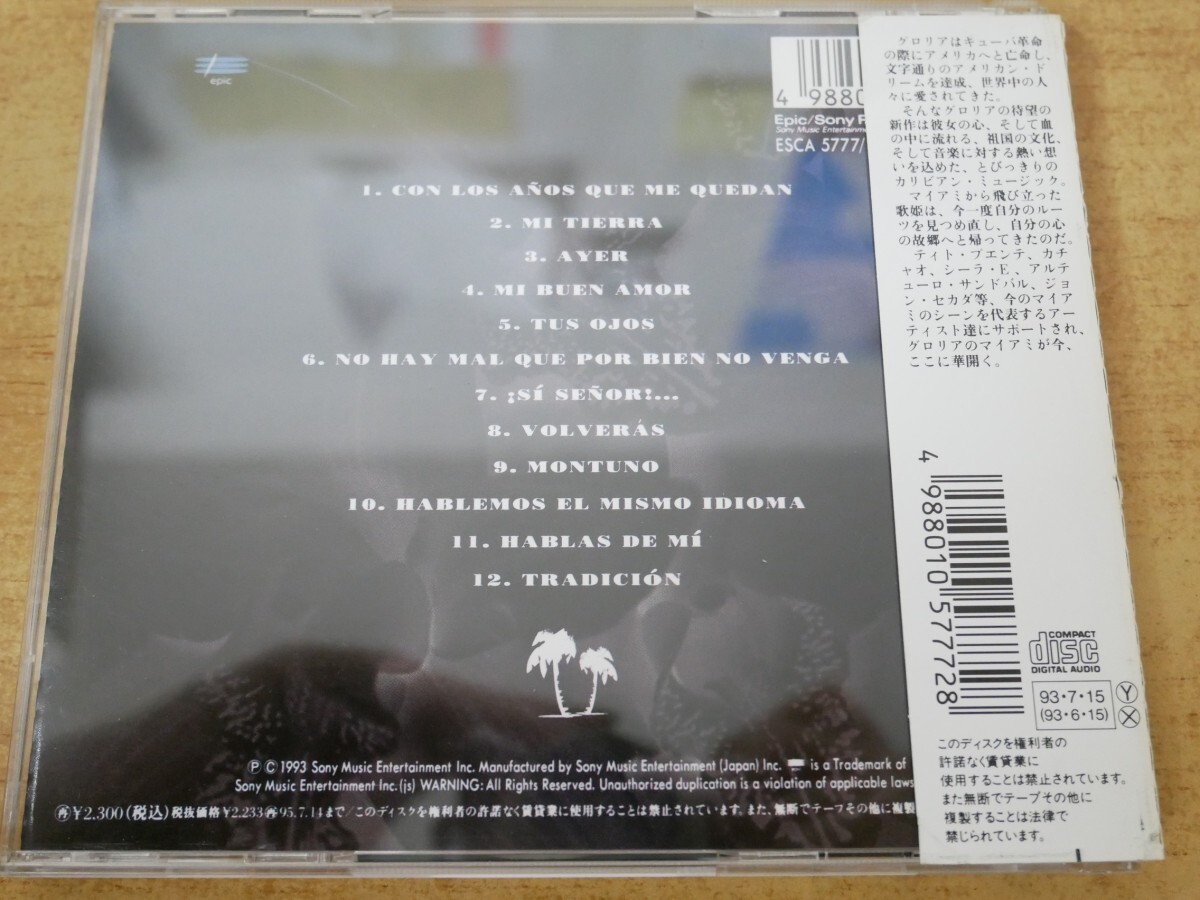 epic
4 9880
Epic/Sony
Sony Music Entertainme
ESCA 5777/
1. CON LOS AÑOS QUE ME QUEDAN
2. MI TIERRA
3. AYER
4. MI BUEN AMOR
5. TUS OJOS
6. NO HAY MAL QUE POR BIEN NO VENGA
7. ¡SÍ SEÑOR!...
8. VOLVERÁS
9. MONTUNO
10. HABLEMOS EL MISMO IDIOMA
11. HABLAS DE MÍ
12. TRADICIÓN
Ⓟ Ⓒ 1993 Sony Music Entertainment Inc. Manufactured by Sony Music Entertainment (Japan) Inc. is a Trademark of
Sony Music Entertainment Inc.(js) WARNING: All Rights Reserved. Unauthorized duplication is a violation of applicable laws
㊢¥2,300(税込)税抜価格¥2,233㊢95.7.14まで/このディスクを権利者の許諾なく賃貸業に使用することは禁止されています。また、無断でテープその他に複製
グロリアはキューバ革命
の際にアメリカへと亡命し、
文字通りのアメリカン・ド
リームを達成、世界中の人
々に愛されてきた。
そんなグロリアの待望の
新作は彼女の心、そして血
の中に流れる、祖国の文化、
そして音楽に対する熱い想
いを込めた、とびっきりの
カリビアン・ミュージック。
マイアミから飛び立った
歌姫は、今一度自分のルー
ツを見つめ直し、自分の心
の故郷へと帰ってきたのだ。
ティト・プエンテ、カチ
ャオ、シーラ・E、アルテ
ューロ・サンドバル、ジョ
ン・セカダ等、今のマイア
ミのシーンを代表するアー
ティスト達にサポートされ、
グロリアのマイアミが今、
ここに華開く。
4 988010 577728
COMPACT
disc
DIGITAL AUDIO
93・7・15
(93・6・15)
Ⓨ
Ⓧ
このディスクを権利者の
許諾なく賃貸業に
使用することは禁止されています。
また無断でテープその他に
複製することは法律で
禁じられています。